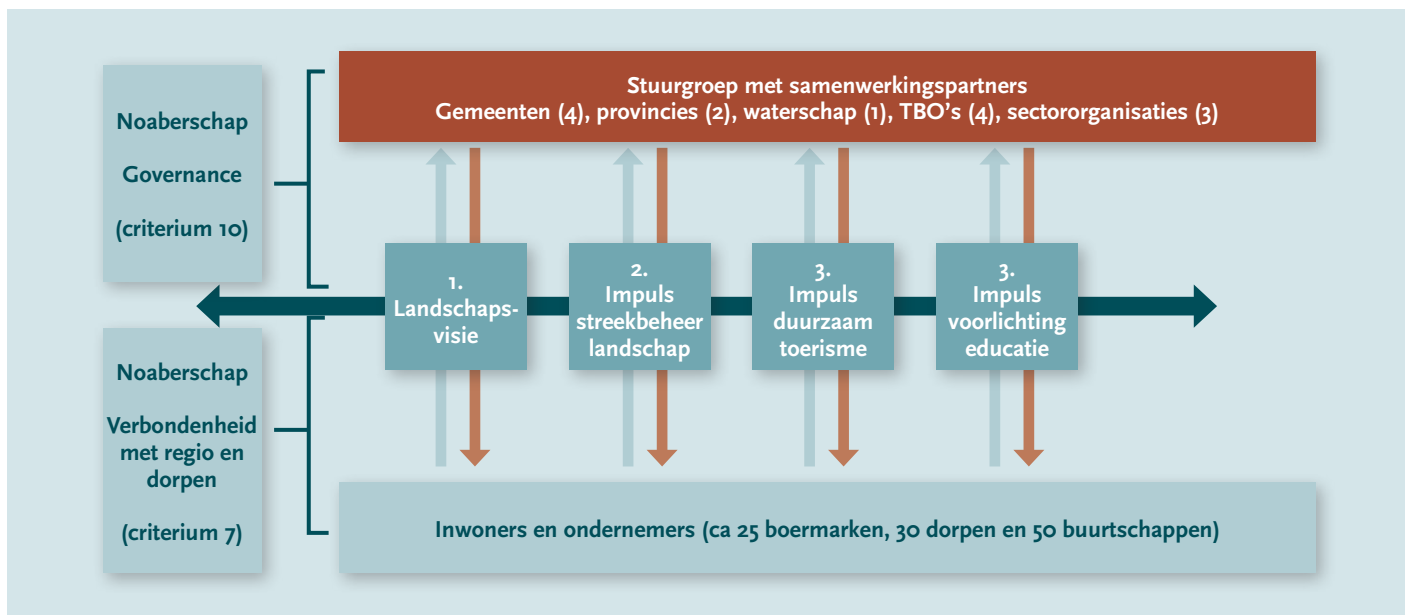 Noaberschap
Governance
(criterium 10)
Stuurgroep met samenwerkingspartners
Gemeenten (4), provincies (2), waterschap (1), TBO’s (4), sectororganisaties (3)
1.
Landschaps-
visie
2.
Impuls
streekbeheer
landschap
3.
Impuls
duurzaam
toerisme
3.
Impuls
voorlichting
educatie
Noaberschap
Verbondenheid
met regio en
dorpen
(criterium 7)
Inwoners en ondernemers (ca 25 boermarken, 30 dorpen en 50 buurtschappen)